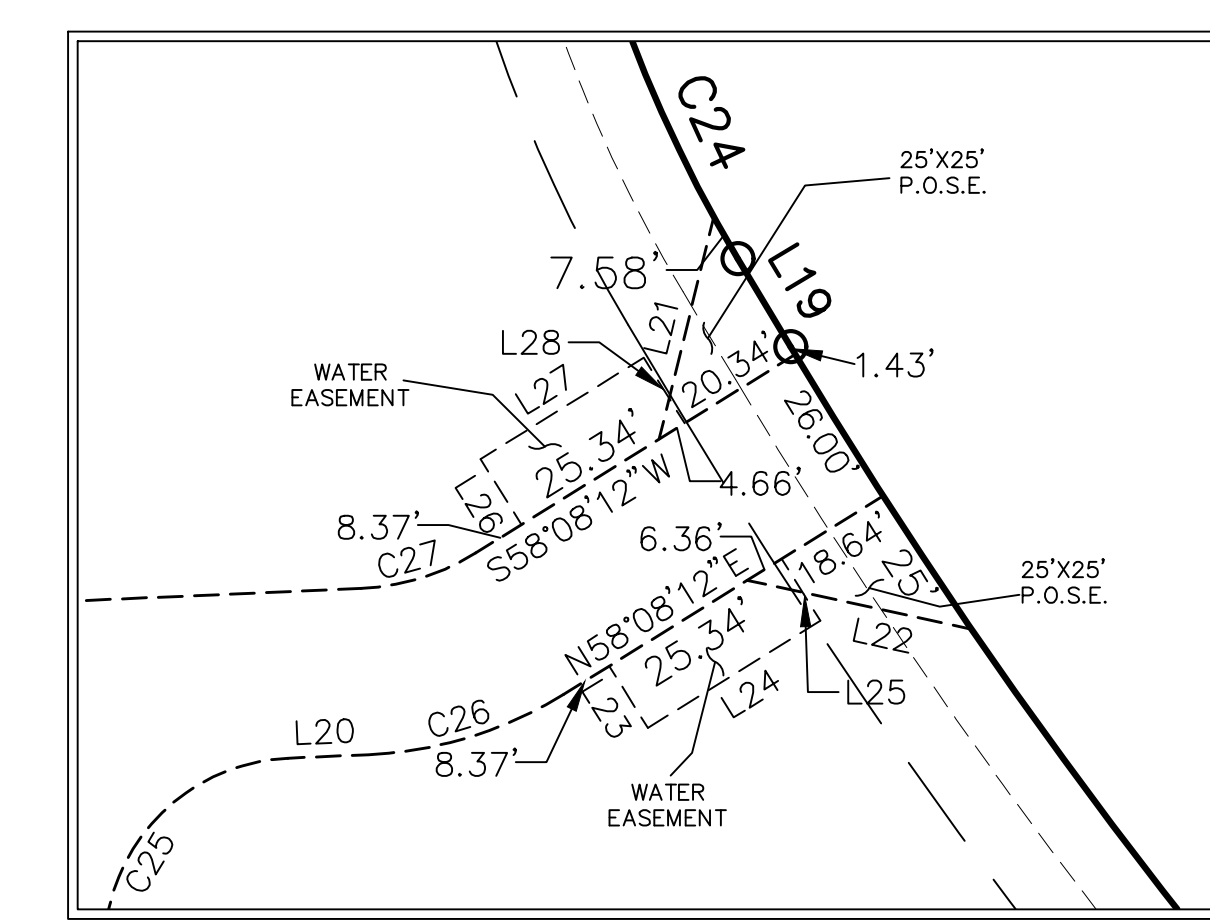 C24
25'X25'
P.O.S.E.
7.58'
L19
L21
L28
20.34'
1.43'
WATER
EASEMENT
L27
26.00'
25.34'
4.66'
L26
S58°08'12"W
8.37'
C27
6.36'
18.64'
25'
25'X25'
P.O.S.E.
N58°08'12"E
25.34'
L22
L23
L24
L25
L20
C26
8.37'
WATER
EASEMENT
C25